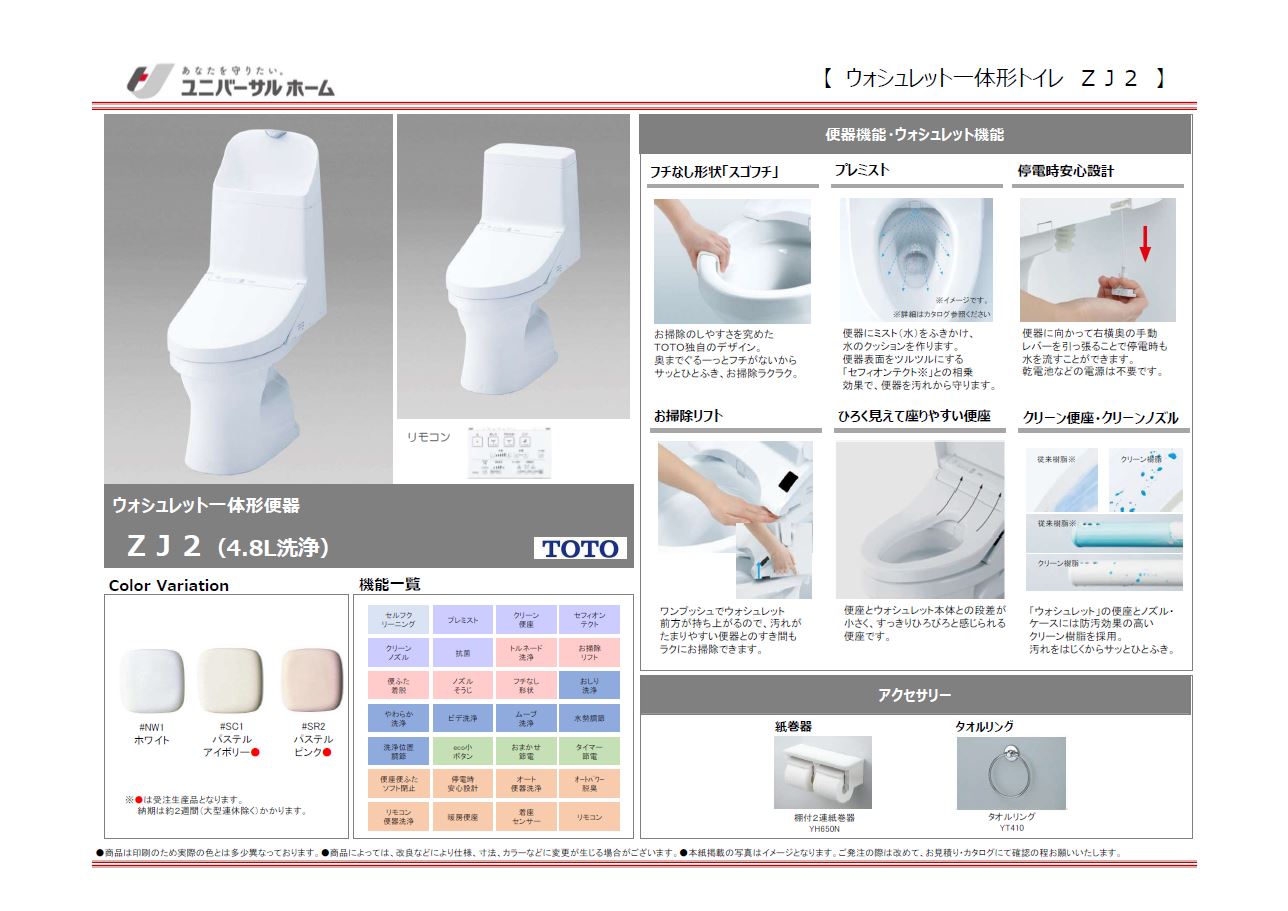 あなたを守りたい。
ユニバーサルホーム
【 ウォシュレット一体形トイレ ＺＪ２ 】
リモコン
ウォシュレット一体形便器
ＺＪ２（4.8L洗浄）
TOTO
Color Variation
#NW1
ホワイト
#SC1
パステル
アイボリー●
#SR2
パステル
ピンク●
※●は受注生産品となります。
納期は約2週間（大型連休除く）かかります。
機能一覧
セルフク
リーニング
プレミスト
クリーン
便座
セフィオン
テクト
クリーン
ノズル
抗菌
トルネード
洗浄
お掃除
リフト
便ふた
着脱
ノズル
そうじ
フチなし
形状
おしり
洗浄
やわらか
洗浄
ビデ洗浄
ムーブ
洗浄
水勢調節
洗浄位置
調節
eco小
ボタン
おまかせ
節電
タイマー
節電
便座便ふた
ソフト閉止
停電時
安心設計
オート
便器洗浄
オートパワー
脱臭
リモコン
便器洗浄
暖房便座
着座
センサー
リモコン
便器機能・ウォシュレット機能
フチなし形状「スゴフチ」
お掃除のしやすさを究めた
TOTO独自のデザイン。
奥までぐるーっとフチがないから
サッとひとふき、お掃除ラクラク。
プレミスト
※イメージです。
※詳細はカタログ参照ください
便器にミスト（水）をふきかけ、
水のクッションを作ります。
便器表面をツルツルにする
「セフィオンテクト※」との相乗
効果で、便器を汚れから守ります。
停電時安心設計
便器に向かって右横奥の手動
レバーを引っ張ることで停電時も
水を流すことができます。
乾電池などの電源は不要です。
お掃除リフト
ワンプッシュでウォシュレット
前方が持ち上がるので、汚れが
たまりやすい便器とのすき間も
ラクにお掃除できます。
ひろく見えて座りやすい便座
便座とウォシュレット本体との段差が
小さく、すっきりひろびろと感じられる
便座です。
クリーン便座・クリーンノズル
従来樹脂※
クリーン樹脂
従来樹脂※
クリーン樹脂
「ウォシュレット」の便座とノズル・
ケースには防汚効果の高い
クリーン樹脂を採用。
汚れをはじくからサッとひとふき。
アクセサリー
紙巻器
棚付2連紙巻器
YH650N
タオルリング
タオルリング
YT410
●商品は印刷のため実際の色とは多少異なっております。●商品によっては、改良などにより仕様、寸法、カラーなどに変更が生じる場合がございます。●本紙掲載の写真はイメージとなります。ご発注の際は改めて、お見積り・カタログにて確認の程お願いいたします。